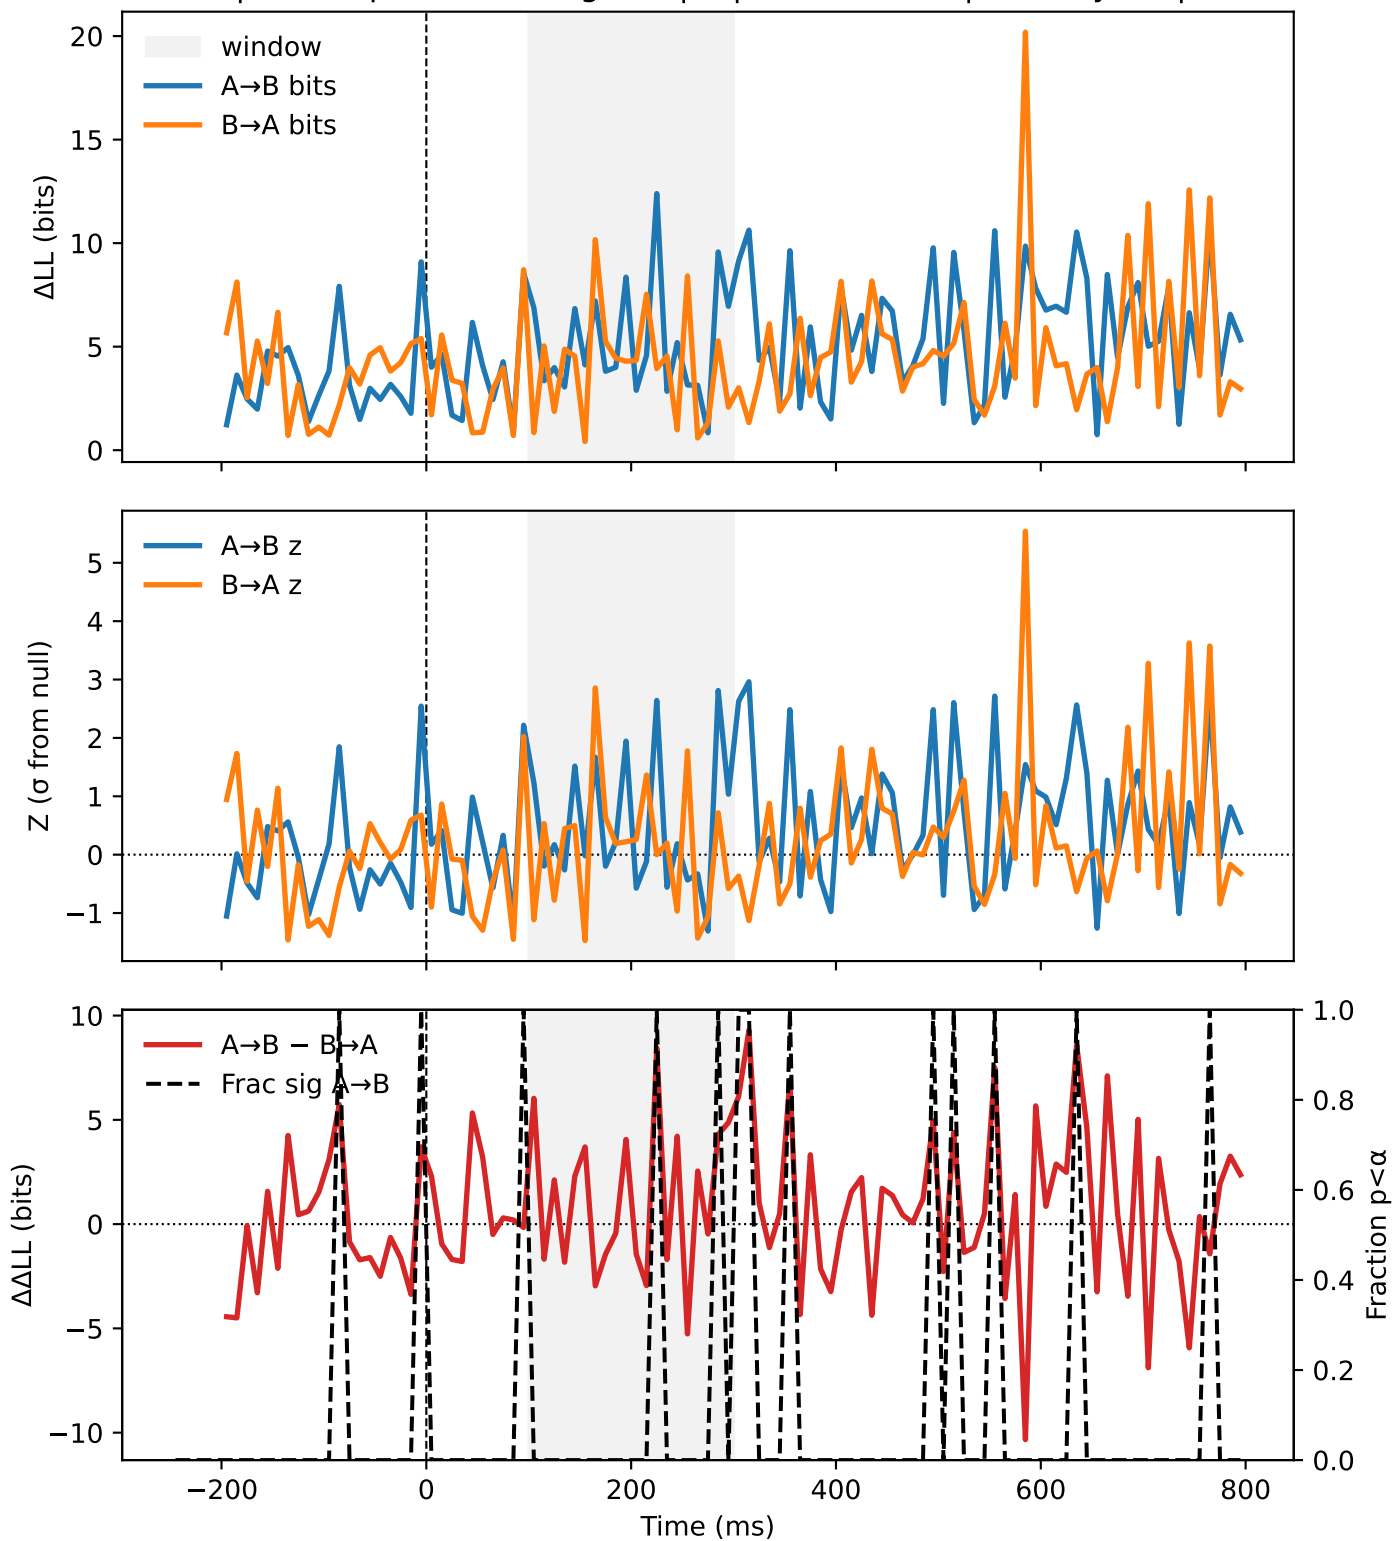 20
15
10
5
0
ΔLL (bits)
window
A→B bits
B→A bits
5
4
3
2
1
0
−1
Z (σ from null)
A→B z
B→A z
10
5
0
−5
−10
ΔΔLL (bits)
A→B − B→A
Frac sig A→B
1.0
0.8
0.6
0.4
0.2
0.0
Fraction p<α
−200 0 200 400 600 800
Time (ms)